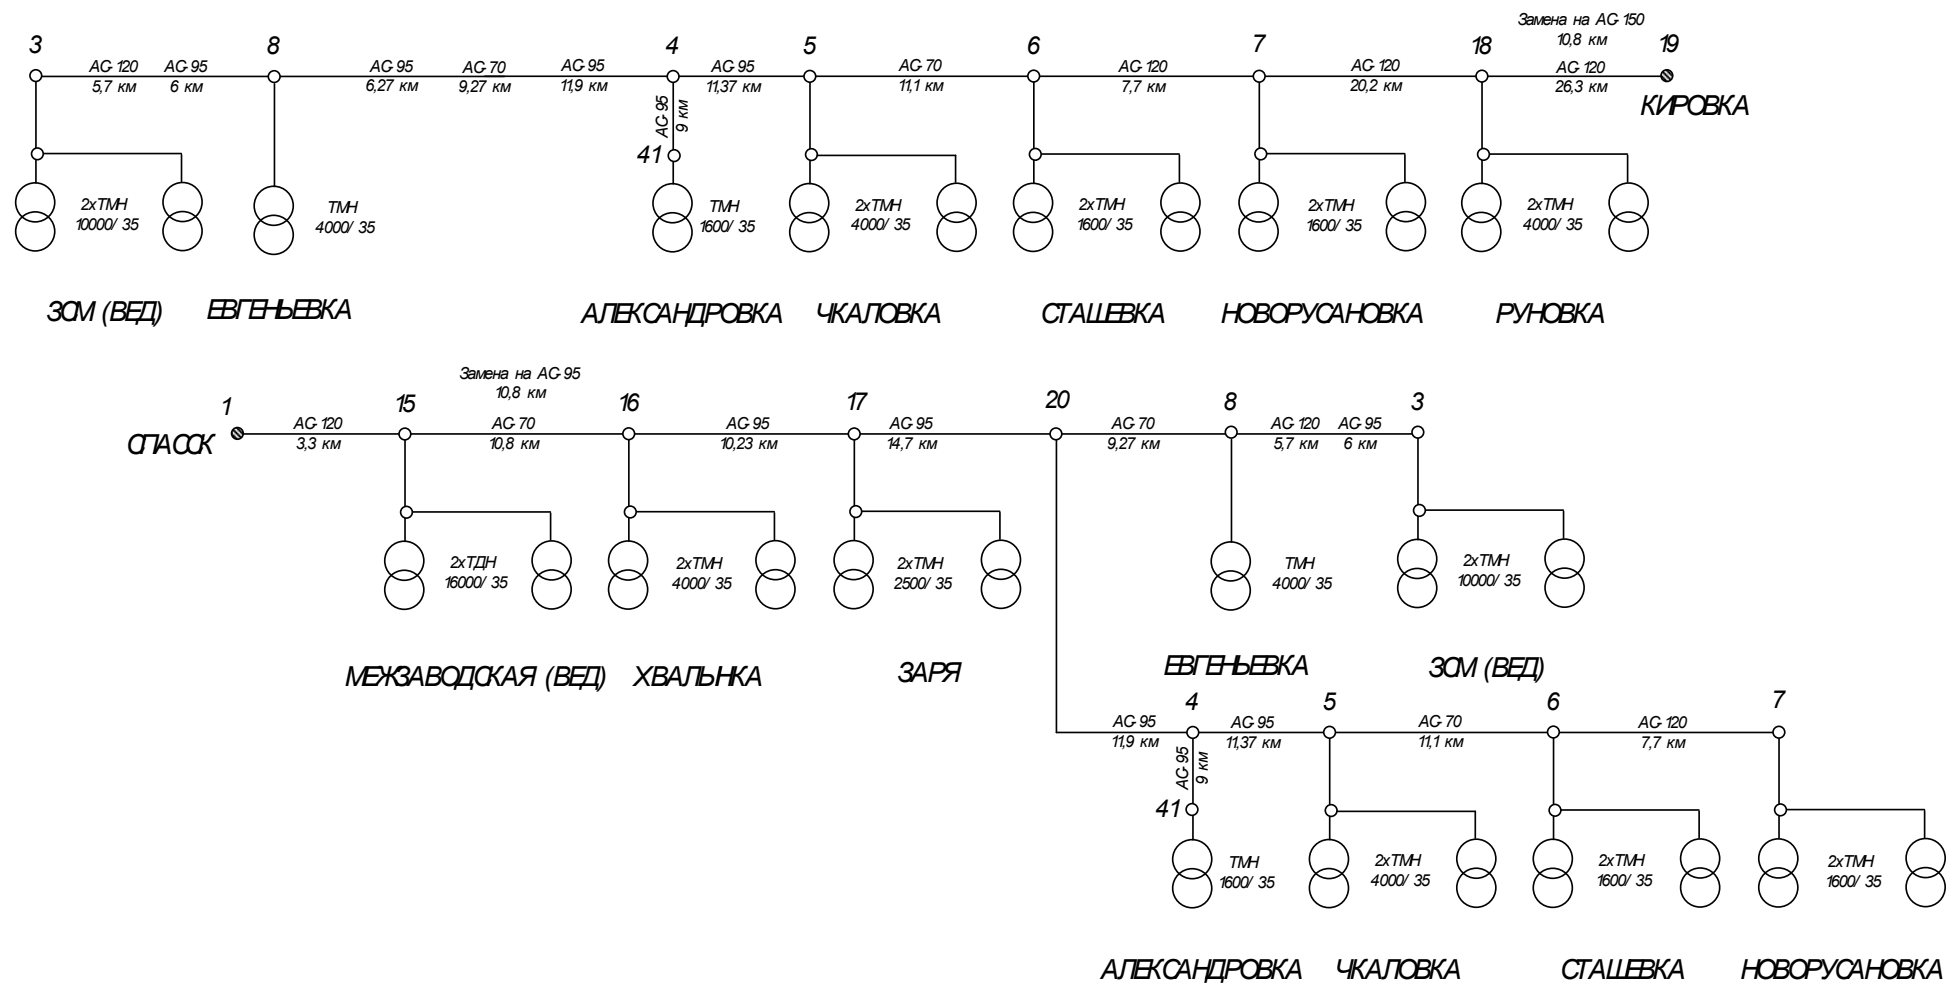 Замена на АС-150
10,8 км
3
8
4
5
6
7
18
19
АС-120
5,7 км
АС-95
6 км
АС-95
6,27 км
АС-70
9,27 км
АС-95
11,9 км
АС-95
11,37 км
АС-70
11,1 км
АС-120
7,7 км
АС-120
20,2 км
АС-120
26,3 км
КИРОВКА
АС-95
9 км
41
2хТМН
10000/35
ТМН
4000/35
ТМН
1600/35
2хТМН
4000/35
2хТМН
1600/35
2хТМН
1600/35
2хТМН
4000/35
ЗСМ (ВЕД)
ЕВГЕНЬЕВКА
АЛЕКСАНДРОВКА
ЧКАЛОВКА
СТАШЕВКА
НОВОРУСАНОВКА
РУНОВКА
Замена на АС-95
10,8 км
1
15
16
17
20
8
3
СПАССК
АС-120
3,3 км
АС-70
10,8 км
АС-95
10,23 км
АС-95
14,7 км
АС-70
9,27 км
АС-120
5,7 км
АС-95
6 км
2хТДН
16000/35
2хТМН
4000/35
2хТМН
2500/35
ТМН
4000/35
2хТМН
10000/35
МЕЖЗАВОДСКАЯ (ВЕД)
ХВАЛЫНКА
ЗАРЯ
ЕВГЕНЬЕВКА
ЗСМ (ВЕД)
4
5
6
7
АС-95
11,9 км
АС-95
11,37 км
АС-70
11,1 км
АС-120
7,7 км
АС-95
9 км
41
ТМН
1600/35
2хТМН
4000/35
2хТМН
1600/35
2хТМН
1600/35
АЛЕКСАНДРОВКА
ЧКАЛОВКА
СТАШЕВКА
НОВОРУСАНОВКА